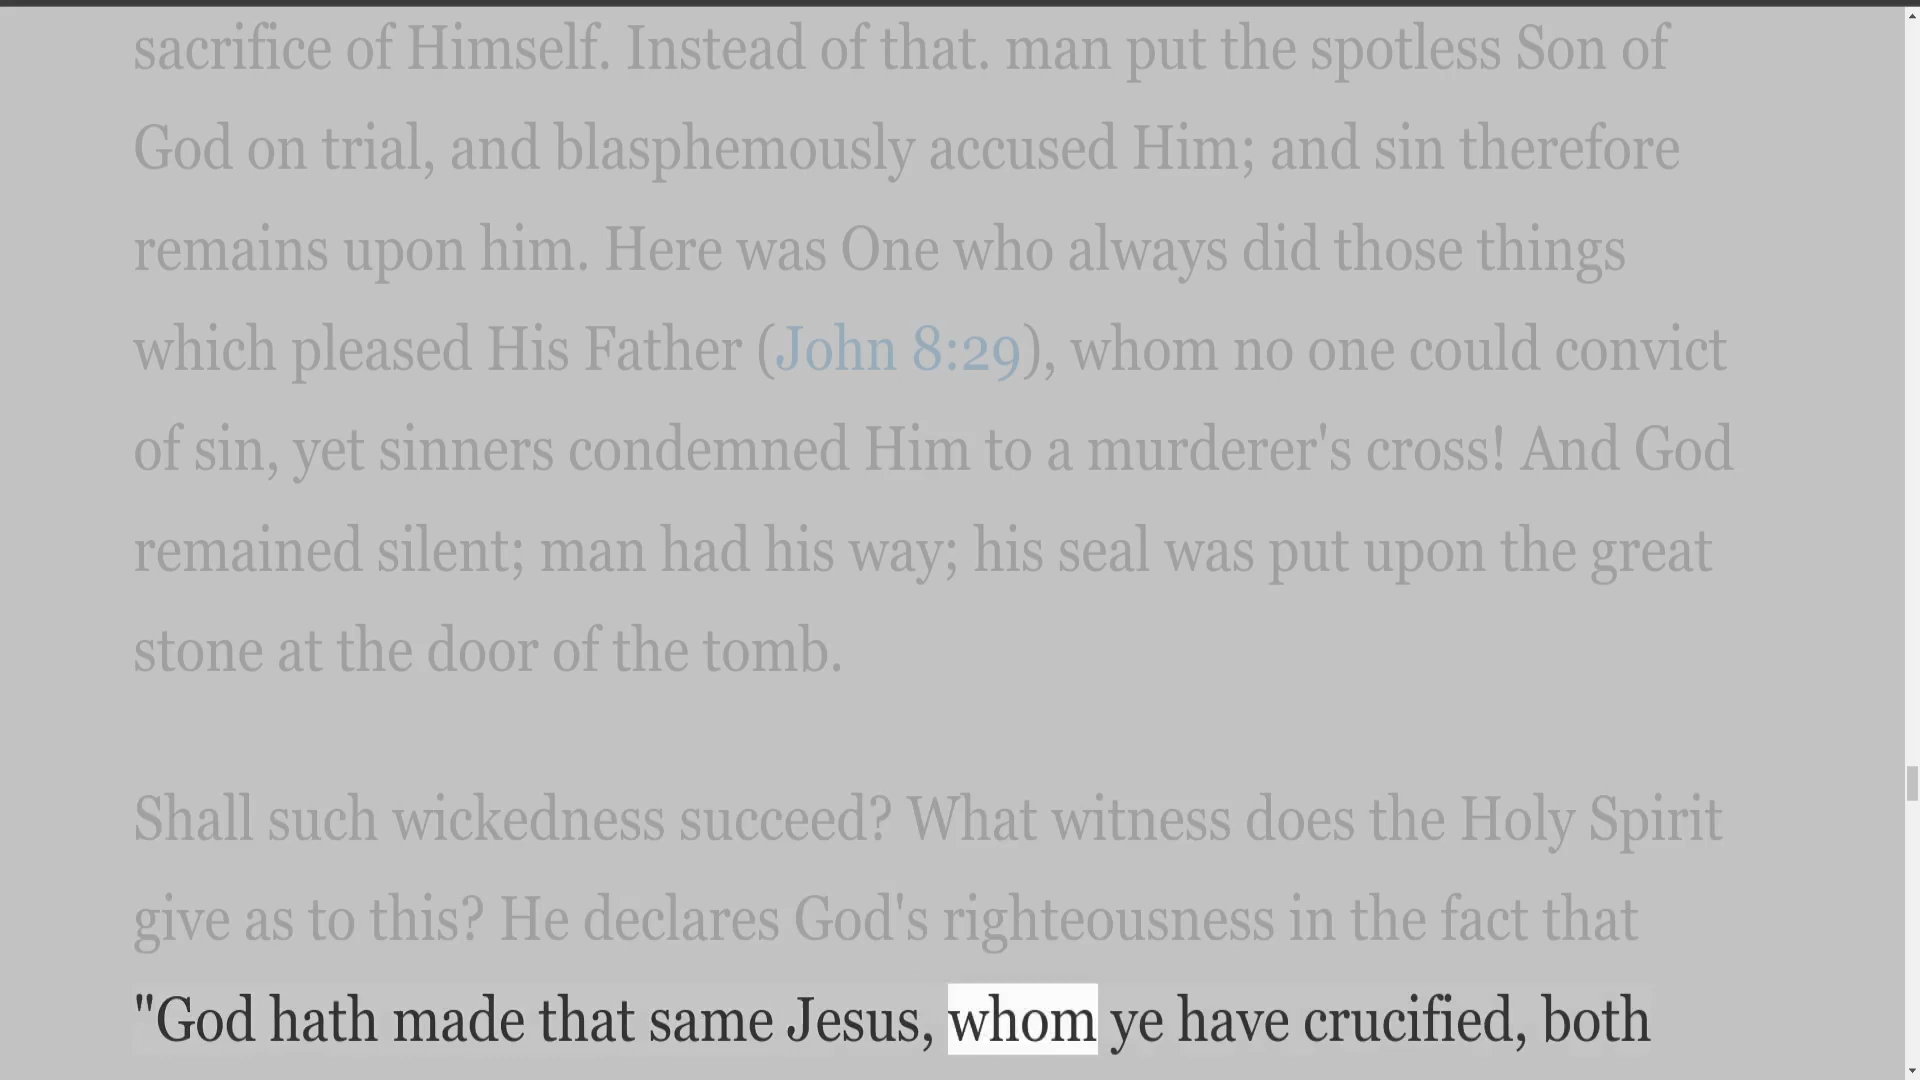 sacrifice of Himself. Instead of that. man put the spotless Son of
God on trial, and blasphemously accused Him; and sin therefore
remains upon him. Here was One who always did those things
which pleased His Father (John 8:29), whom no one could convict
of sin, yet sinners condemned Him to a murderer's cross! And God
remained silent; man had his way; his seal was put upon the great
stone at the door of the tomb.
Shall such wickedness succeed? What witness does the Holy Spirit
give as to this? He declares God's righteousness in the fact that
"God hath made that same Jesus, whom ye have crucified, both